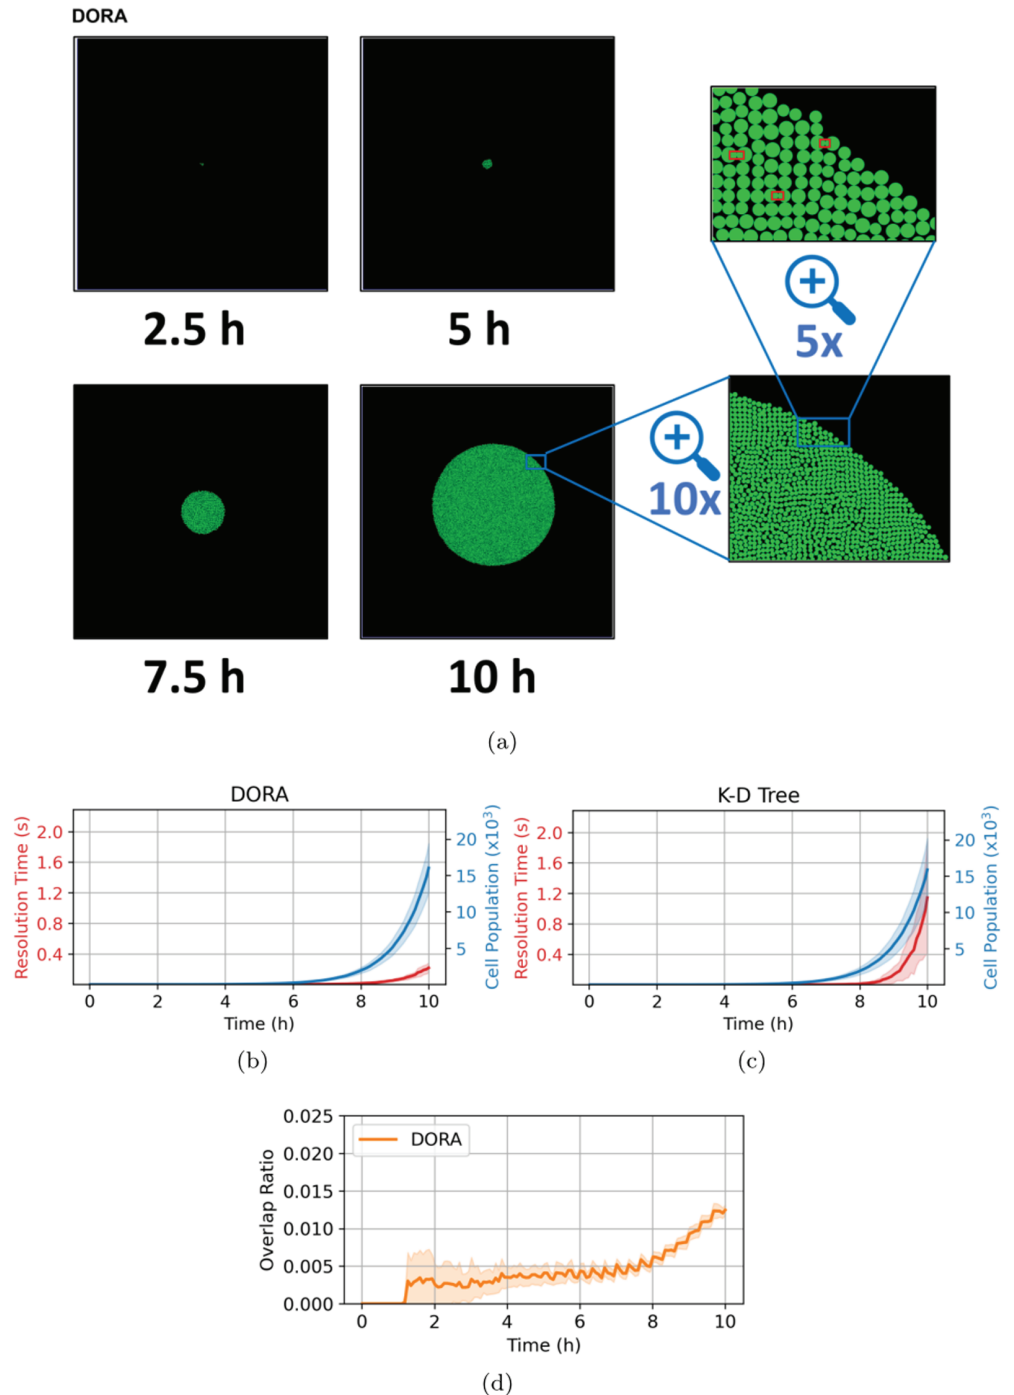 DORA
2.5 h
5 h
5x
10x
7.5 h
10 h
(a)
DORA
Resolution Time (s)
2.0
1.6
1.2
0.8
0.4
20
15
10
5
Cell Population (x10³)
0 2 4 6 8 10
Time (h)
(b)
K-D Tree
Resolution Time (s)
2.0
1.6
1.2
0.8
0.4
20
15
10
5
Cell Population (x10³)
0 2 4 6 8 10
Time (h)
(c)
Overlap Ratio
0.025
0.020
0.015
0.010
0.005
0.000
DORA
0 2 4 6 8 10
Time (h)
(d)